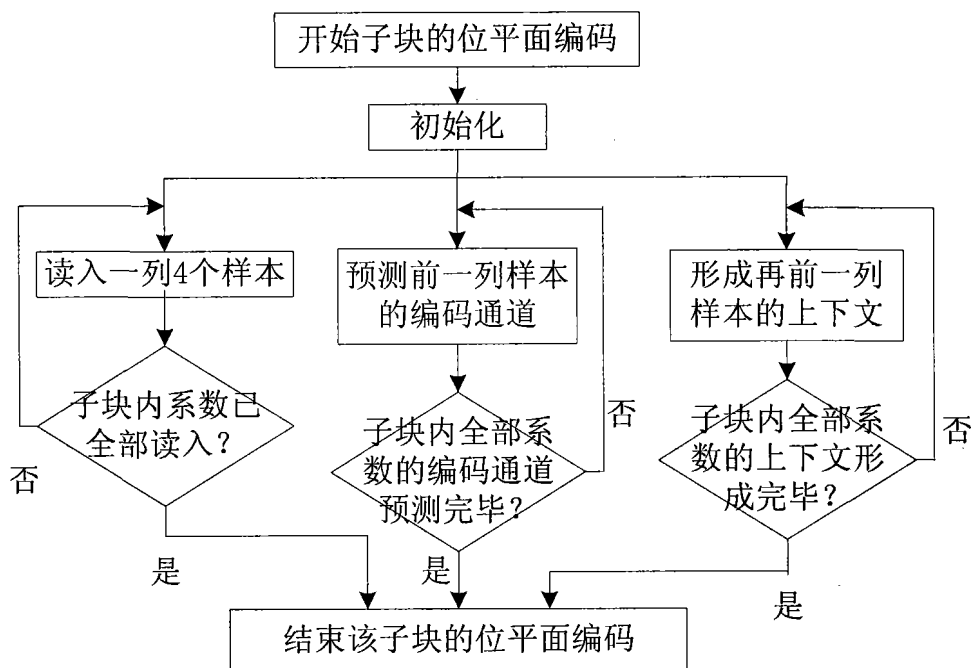 开始子块的位平面编码
初始化
读入一列4个样本
子块内系数已
全部读入?
否
是
预测前一列样本
的编码通道
子块内全部系
数的编码通道
预测完毕?
否
是
形成再前一列
样本的上下文
子块内全部系
数的上下文形
成完毕?
否
是
结束该子块的位平面编码